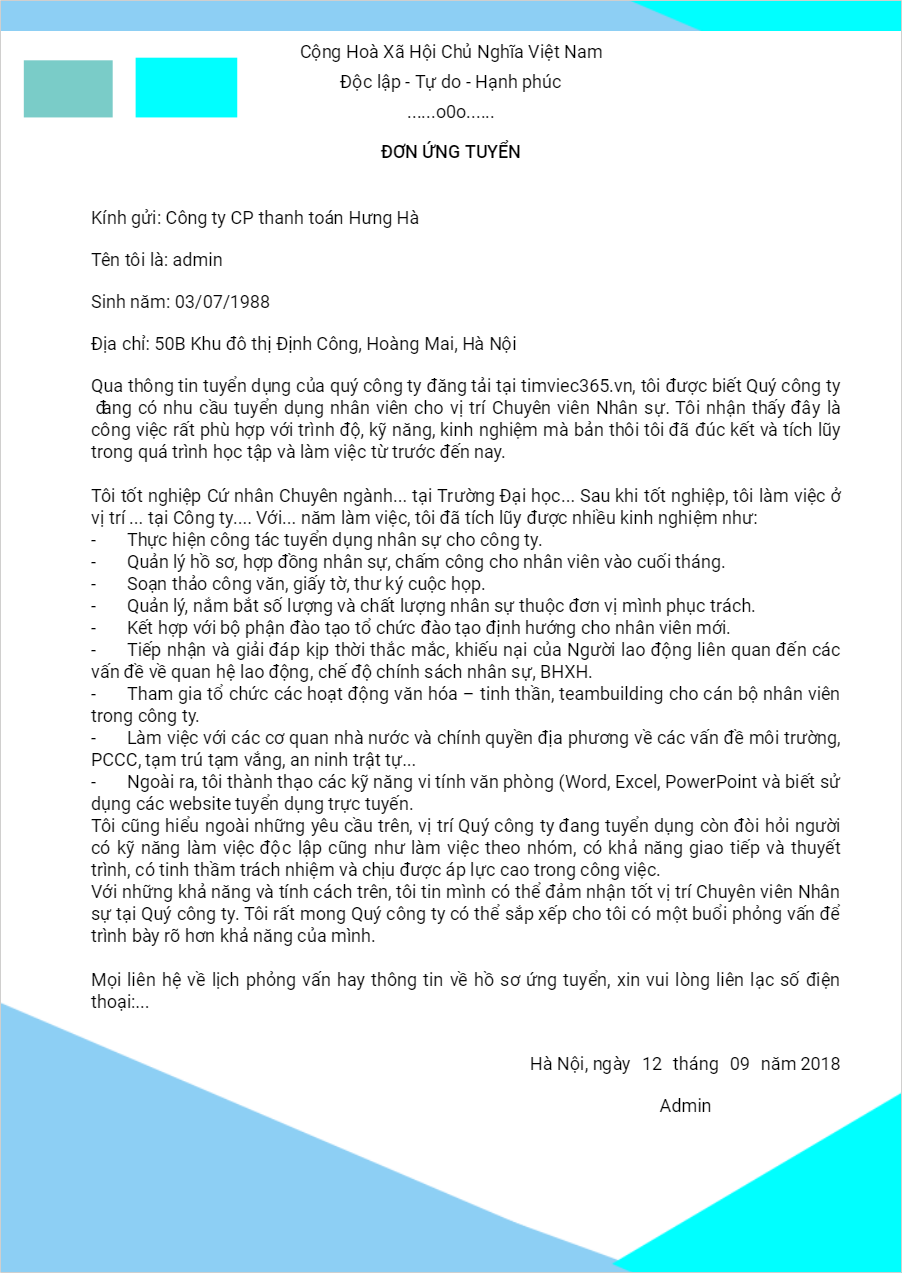 Cộng Hoà Xã Hội Chủ Nghĩa Việt Nam
Độc lập - Tự do - Hạnh phúc
......o0o......
ĐƠN ỨNG TUYỂN
Kính gửi: Công ty CP thanh toán Hưng Hà
Tên tôi là: admin
Sinh năm: 03/07/1988
Địa chỉ: 50B Khu đô thị Định Công, Hoàng Mai, Hà Nội
Qua thông tin tuyển dụng của quý công ty đăng tải tại timviec365.vn, tôi được biết Quý công ty
đang có nhu cầu tuyển dụng nhân viên cho vị trí Chuyên viên Nhân sự. Tôi nhận thấy đây là
công việc rất phù hợp với trình độ, kỹ năng, kinh nghiệm mà bản thôi tôi đã đúc kết và tích lũy
trong quá trình học tập và làm việc từ trước đến nay.
Tôi tốt nghiệp Cứ nhân Chuyên ngành... tại Trường Đại học... Sau khi tốt nghiệp, tôi làm việc ở
vị trí ... tại Công ty.... Với... năm làm việc, tôi đã tích lũy được nhiều kinh nghiệm như:
- Thực hiện công tác tuyển dụng nhân sự cho công ty.
- Quản lý hồ sơ, hợp đồng nhân sự, chấm công cho nhân viên vào cuối tháng.
- Soạn thảo công văn, giấy tờ, thư ký cuộc họp.
- Quản lý, nắm bắt số lượng và chất lượng nhân sự thuộc đơn vị mình phục trách.
- Kết hợp với bộ phận đào tạo tổ chức đào tạo định hướng cho nhân viên mới.
- Tiếp nhận và giải đáp kịp thời thắc mắc, khiếu nại của Người lao động liên quan đến các
vấn đề về quan hệ lao động, chế độ chính sách nhân sự, BHXH.
- Tham gia tổ chức các hoạt động văn hóa – tinh thần, teambuilding cho cán bộ nhân viên
trong công ty.
- Làm việc với các cơ quan nhà nước và chính quyền địa phương về các vấn đề môi trường,
PCCC, tạm trú tạm vắng, an ninh trật tự...
- Ngoài ra, tôi thành thạo các kỹ năng vi tính văn phòng (Word, Excel, PowerPoint và biết sử
dụng các website tuyển dụng trực tuyến.
Tôi cũng hiểu ngoài những yêu cầu trên, vị trí Quý công ty đang tuyển dụng còn đòi hỏi người
có kỹ năng làm việc độc lập cũng như làm việc theo nhóm, có khả năng giao tiếp và thuyết
trình, có tinh thầm trách nhiệm và chịu được áp lực cao trong công việc.
Với những khả năng và tính cách trên, tôi tin mình có thể đảm nhận tốt vị trí Chuyên viên Nhân
sự tại Quý công ty. Tôi rất mong Quý công ty có thể sắp xếp cho tôi có một buổi phỏng vấn để
trình bày rõ hơn khả năng của mình.
Mọi liên hệ về lịch phỏng vấn hay thông tin về hồ sơ ứng tuyển, xin vui lòng liên lạc số điện
thoại:...
Hà Nội, ngày 12 tháng 09 năm 2018
Admin